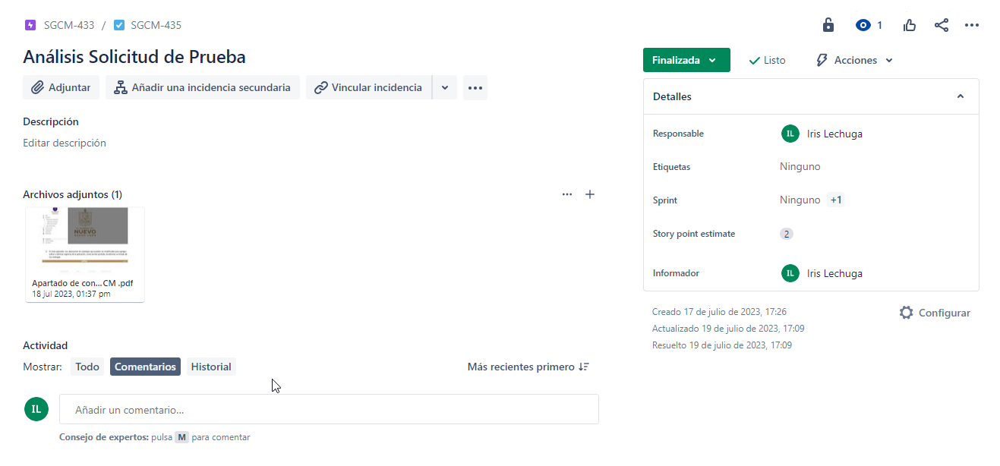 SGCM-433 / SGCM-435
1
Análisis Solicitud de Prueba
Finalizada
Listo
Acciones
Adjuntar
Añadir una incidencia secundaria
Vincular incidencia
Detalles
Descripción
Editar descripción
Responsable
IL Iris Lechuga
Etiquetas
Ninguno
Sprint
Ninguno +1
Story point estimate
2
Informador
IL Iris Lechuga
Archivos adjuntos (1)
NUEVO
Apartado de con...CM .pdf
18 jul 2023, 01:37 pm
Creado 17 de julio de 2023, 17:26
Actualizado 19 de julio de 2023, 17:09
Resuelto 19 de julio de 2023, 17:09
Configurar
Actividad
Mostrar:
Todo
Comentarios
Historial
Más recientes primero
IL
Añadir un comentario...
Consejo de expertos: pulsa M para comentar